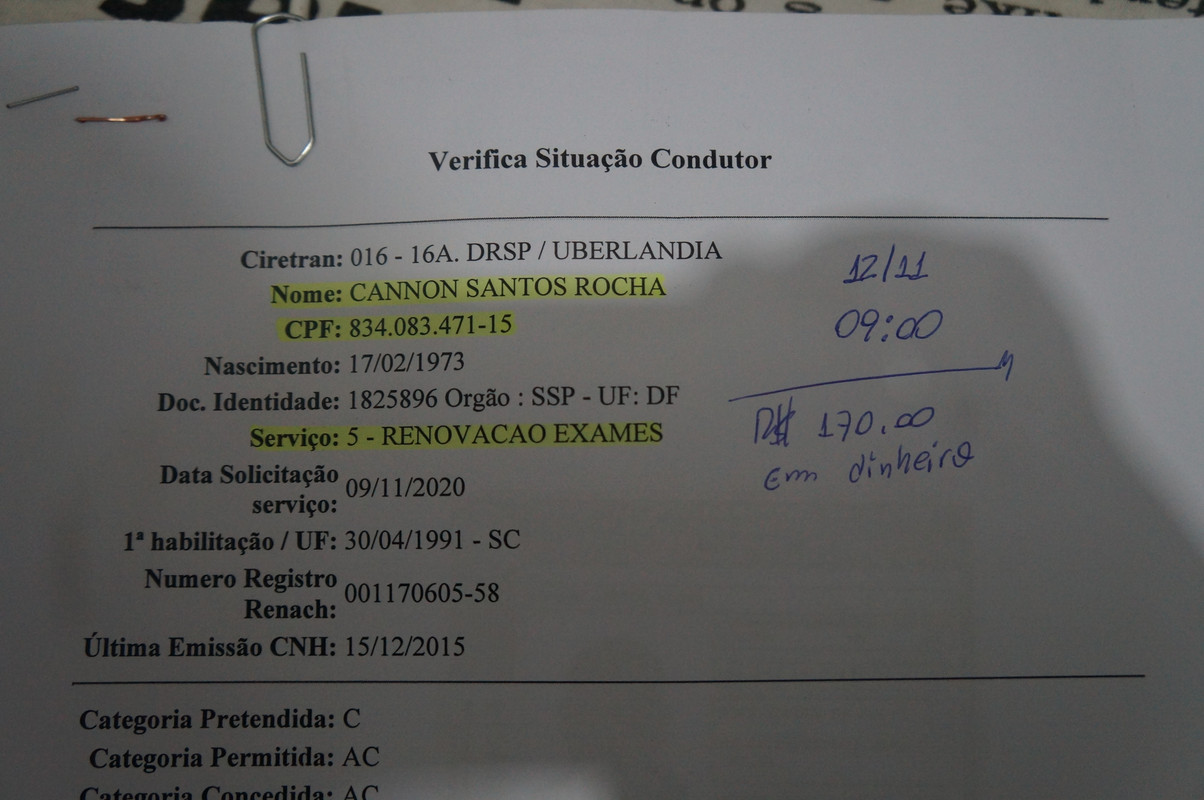 Verifica Situação Condutor
Ciretran: 016 - 16A. DRSP / UBERLANDIA
Nome: CANNON SANTOS ROCHA
CPF: 834.083.471-15
Nascimento: 17/02/1973
Doc. Identidade: 1825896 Orgão : SSP - UF: DF
Serviço: 5 - RENOVACAO EXAMES
Data Solicitação
serviço: 09/11/2020
1ª habilitação / UF: 30/04/1991 - SC
Numero Registro
Renach: 001170605-58
Última Emissão CNH: 15/12/2015
12/11
09:00
R$ 170.00
em dinheiro
Categoria Pretendida: C
Categoria Permitida: AC
Categoria Concedida: AC